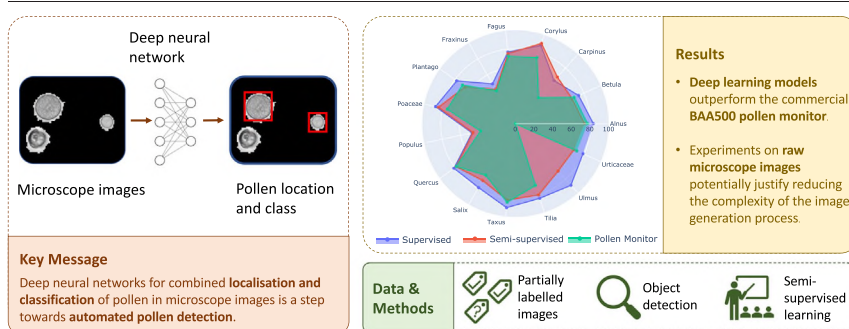 Deep neural
network
Microscope images
Pollen location
and class
Key Message
Deep neural networks for combined localisation and
classification of pollen in microscope images is a step
towards automated pollen detection.
Fagus
Corylus
Carpinus
Betula
Alnus
Urticaceae
Ulmus
Tilia
Taxus
Salix
Quercus
Populus
Poaceae
Plantago
Fraxinus
0 20 40 60 80 100
Supervised Semi-supervised Pollen Monitor
Results
• Deep learning models
outperform the commercial
BAA500 pollen monitor.
• Experiments on raw
microscope images
potentially justify reducing
the complexity of the image
generation process.
Data &
Methods
?
Partially
labelled
images
Object
detection
Semi-
supervised
learning